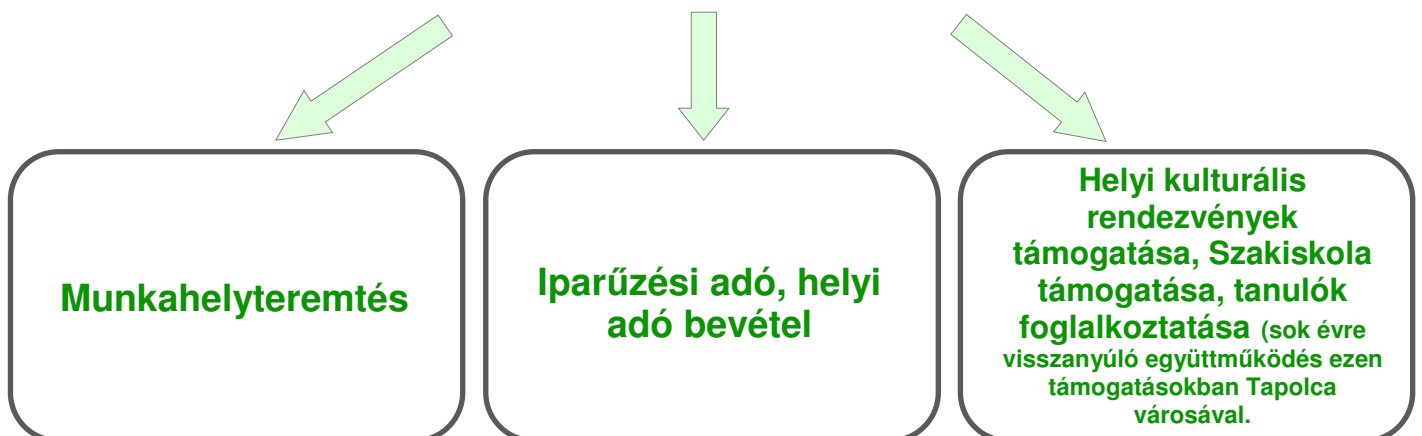 Munkahelyteremtés
Iparűzési adó, helyi
adó bevétel
Helyi kulturális
rendezvények
támogatása, Szakiskola
támogatása, tanulók
foglalkoztatása (sok évre
visszanyúló együttműködés ezen
támogatásokban Tapolca
városával.